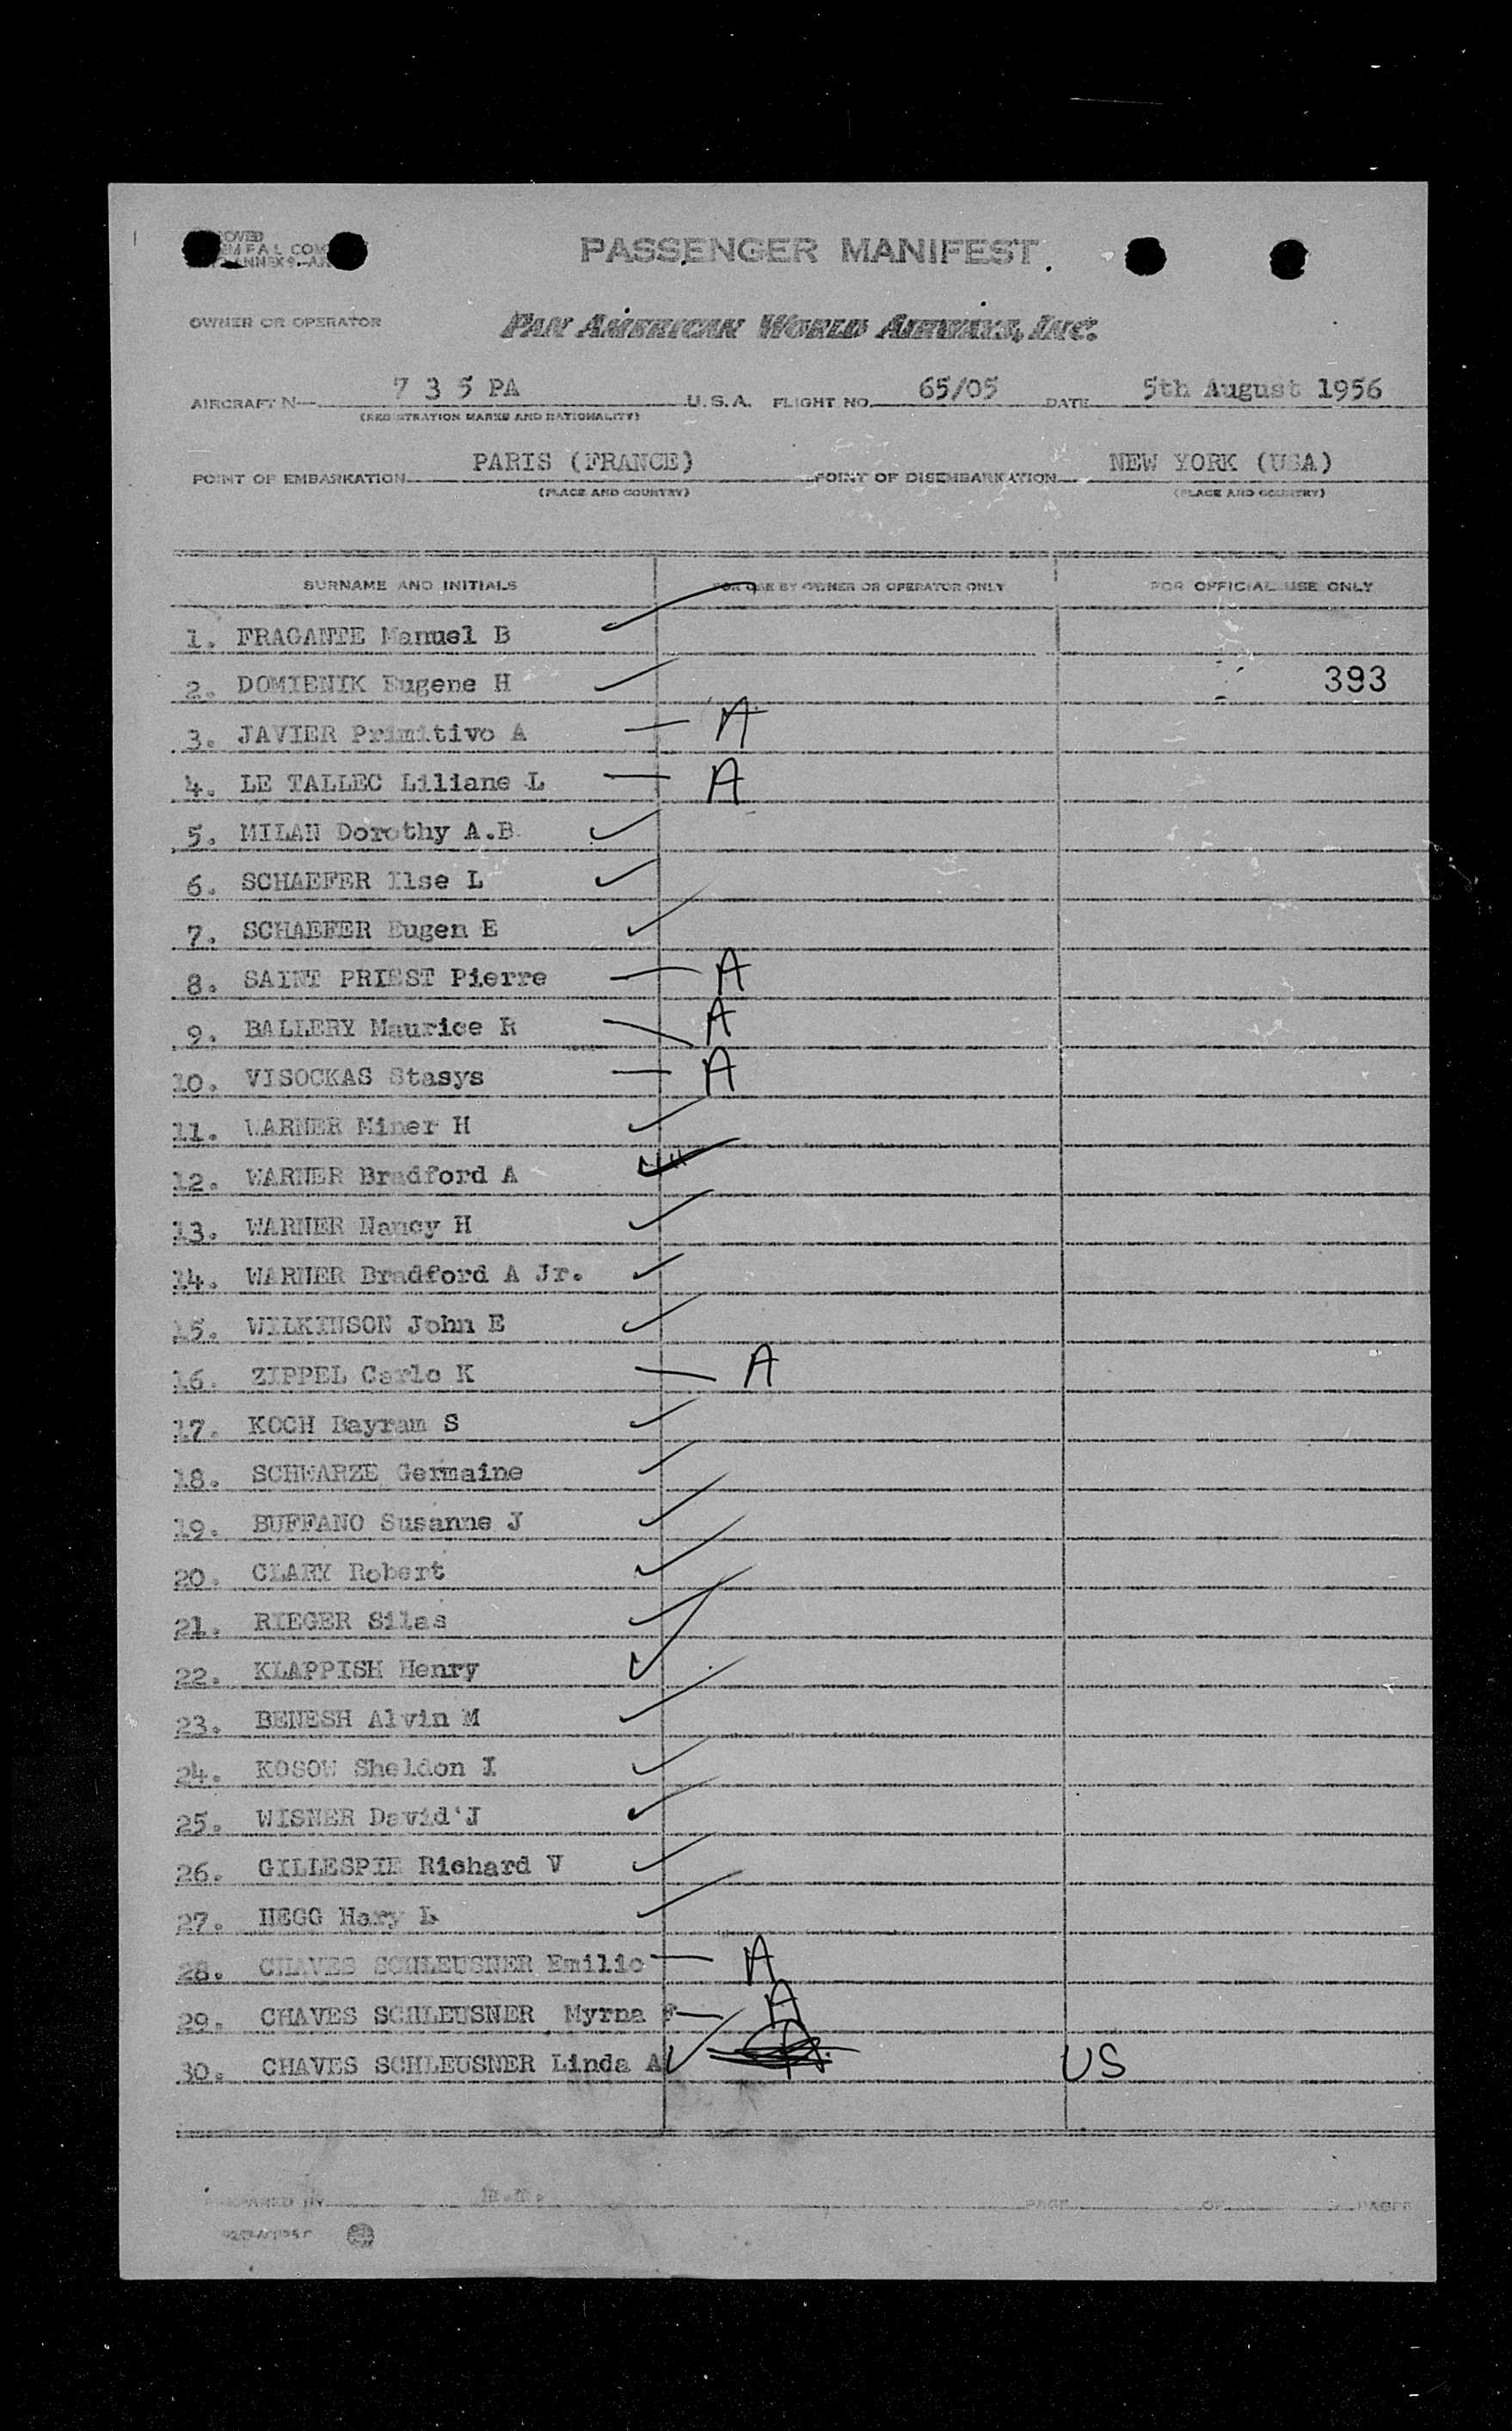 PASSENGER MANIFEST
OWNER OR OPERATOR
PAN AMERICAN WORLD AIRWAYS, INC.
AIRCRAFT N— 7 3 5 PA U.S.A. FLIGHT NO. 65/05 DATE 5th August 1956
(REGISTRATION MARKS AND NATIONALITY)
POINT OF EMBARKATION PARIS (FRANCE) POINT OF DISEMBARKATION NEW YORK (USA)
(PLACE AND COUNTRY) (PLACE AND COUNTRY)
SURNAME AND INITIALS FOR USE BY OWNER OR OPERATOR ONLY FOR OFFICIAL USE ONLY
1. FRAGANTE Manuel B
2. DOMIENIK Eugene H 393
3. JAVIER Primitivo A — A
4. LE TALLEC Liliane L — A
5. MILAN Dorothy A.B
6. SCHAEFER Ilse L
7. SCHAEFER Eugen E
8. SAINT PRIEST Pierre — A
9. BALLERY Maurice R — A
10. VISOCKAS Stasys — A
11. WARNER Miner H
12. WARNER Bradford A
13. WARNER Nancy H
14. WARNER Bradford A Jr.
15. WILKINSON John E
16. ZIPPEL Carlo K — A
17. KOCH Bayram S
18. SCHWARZE Germaine
19. BUFFANO Susanne J
20. CLARY Robert
21. RIEGER Silas
22. KLAPPISH Henry
23. BENESH Alvin M
24. KOSOW Sheldon I
25. WISNER David J
26. GILLESPIE Richard V
27. HEGG Hary L
28. CHAVES SCHLEUSNER Emilio — A
29. CHAVES SCHLEUSNER Myrna F — A
30. CHAVES SCHLEUSNER Linda A US
PREPARED BY PAGE OF PAGES